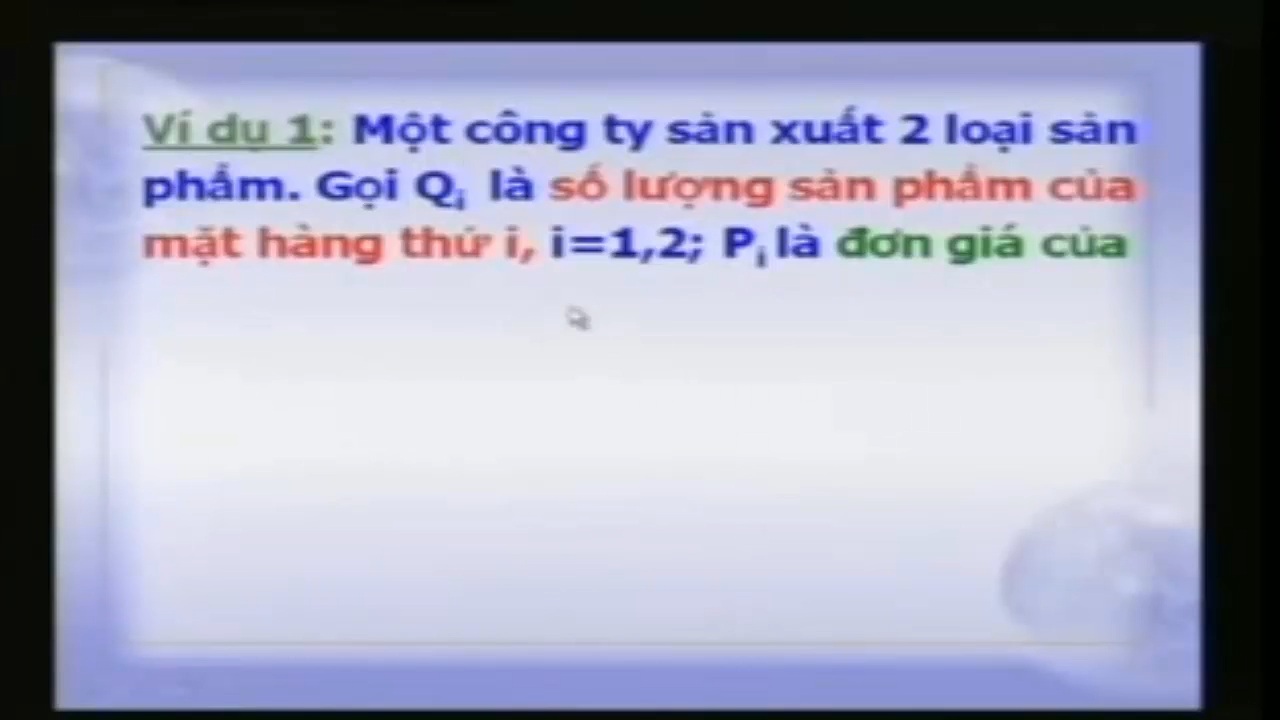 Ví dụ 1: Một công ty sản xuất 2 loại sản
phẩm. Gọi Qi là số lượng sản phẩm của
mặt hàng thứ i, i=1,2; Pi là đơn giá của